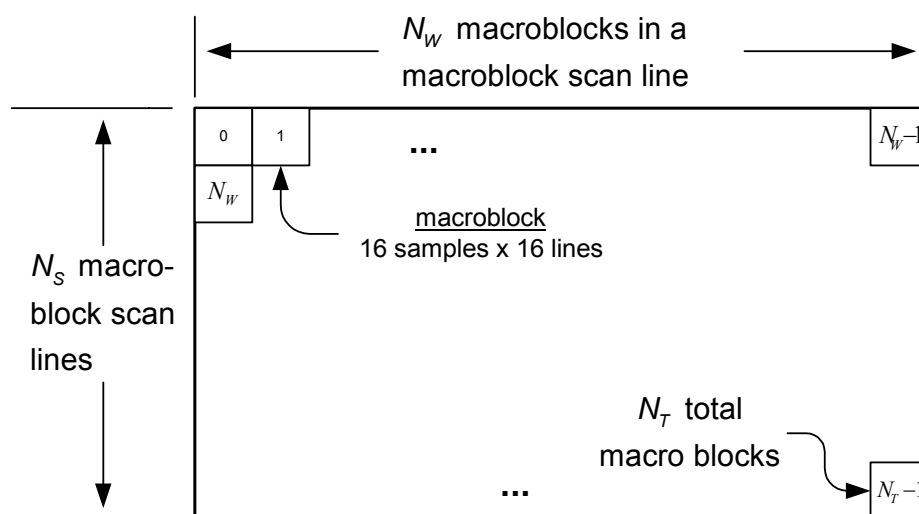 N_W macroblocks in a
macroblock scan line
0
1
...
N_W−1
N_W
macroblock
16 samples x 16 lines
N_S macro-
block scan
lines
N_T total
macro blocks
...
N_T−1